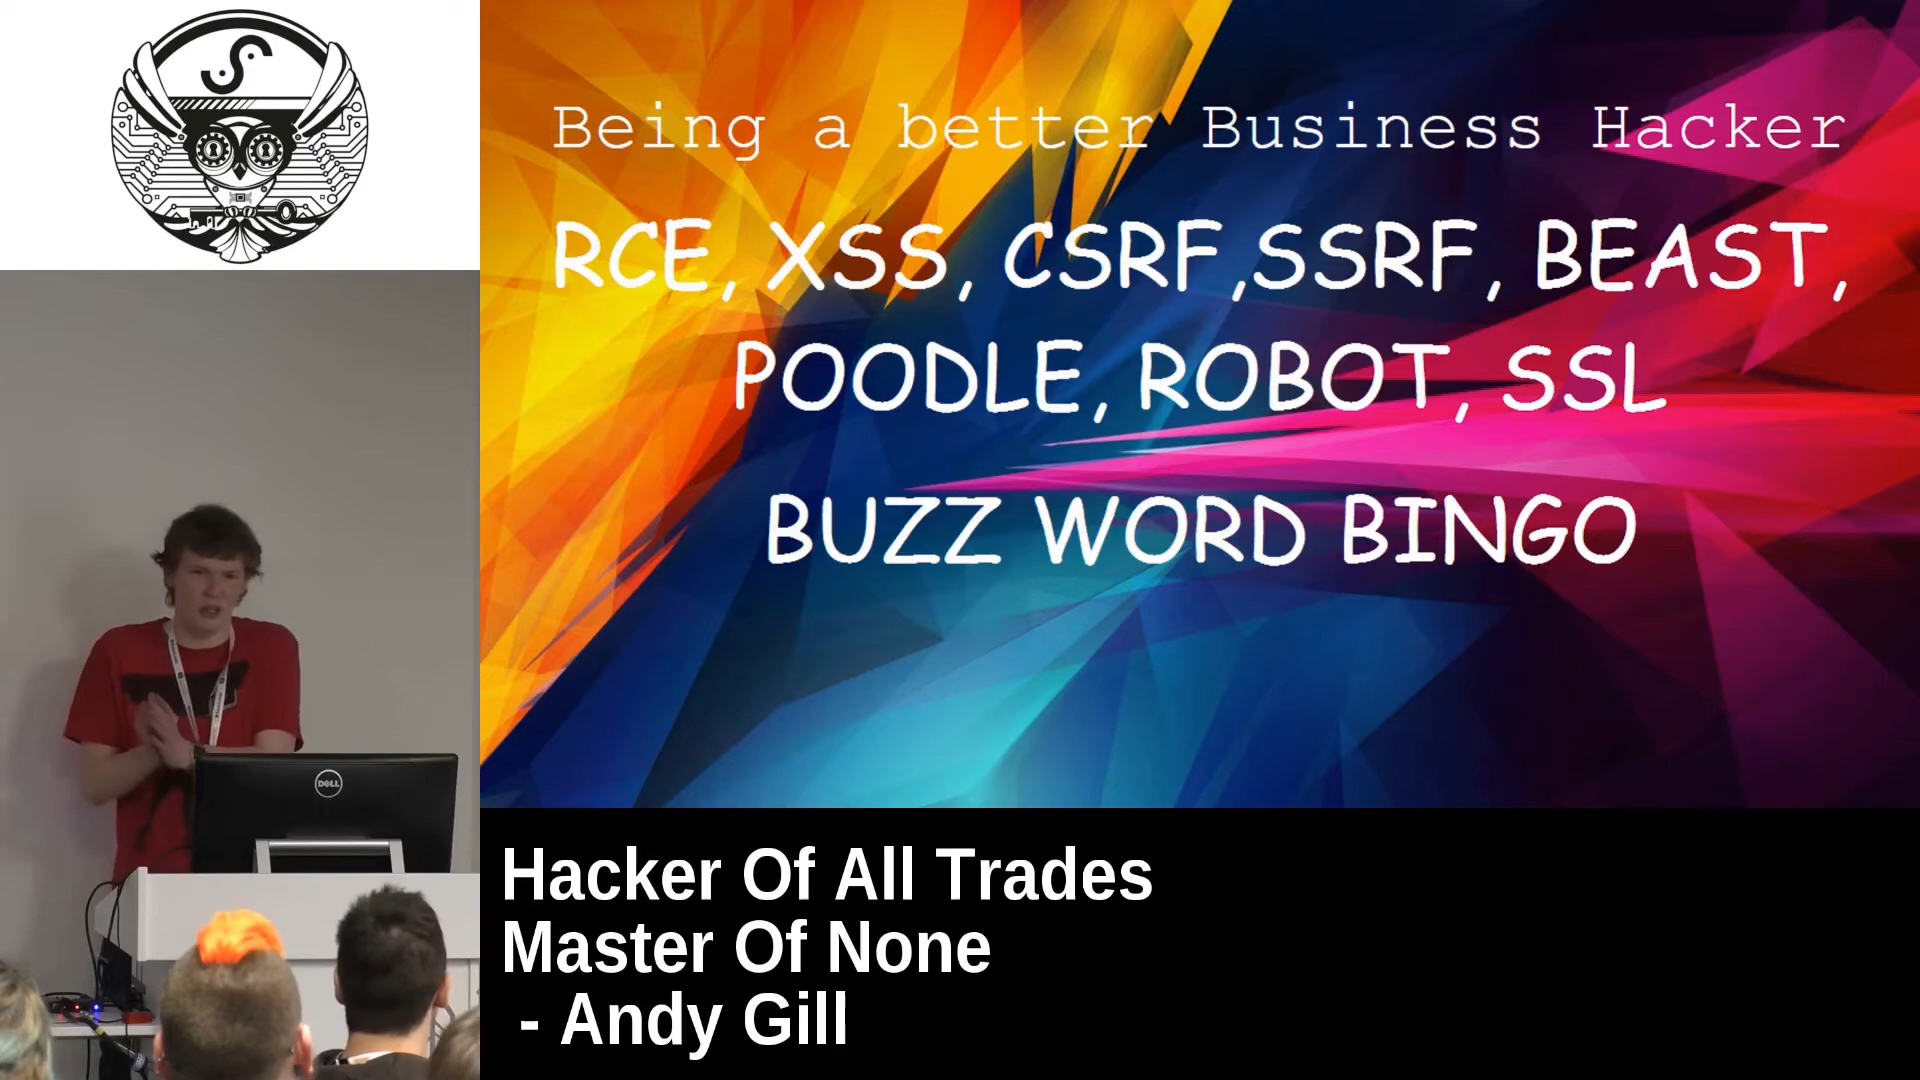 Being a better Business Hacker
RCE, XSS, CSRF,SSRF, BEAST,
POODLE, ROBOT, SSL
BUZZ WORD BINGO
DELL
Hacker Of All Trades
Master Of None
- Andy Gill